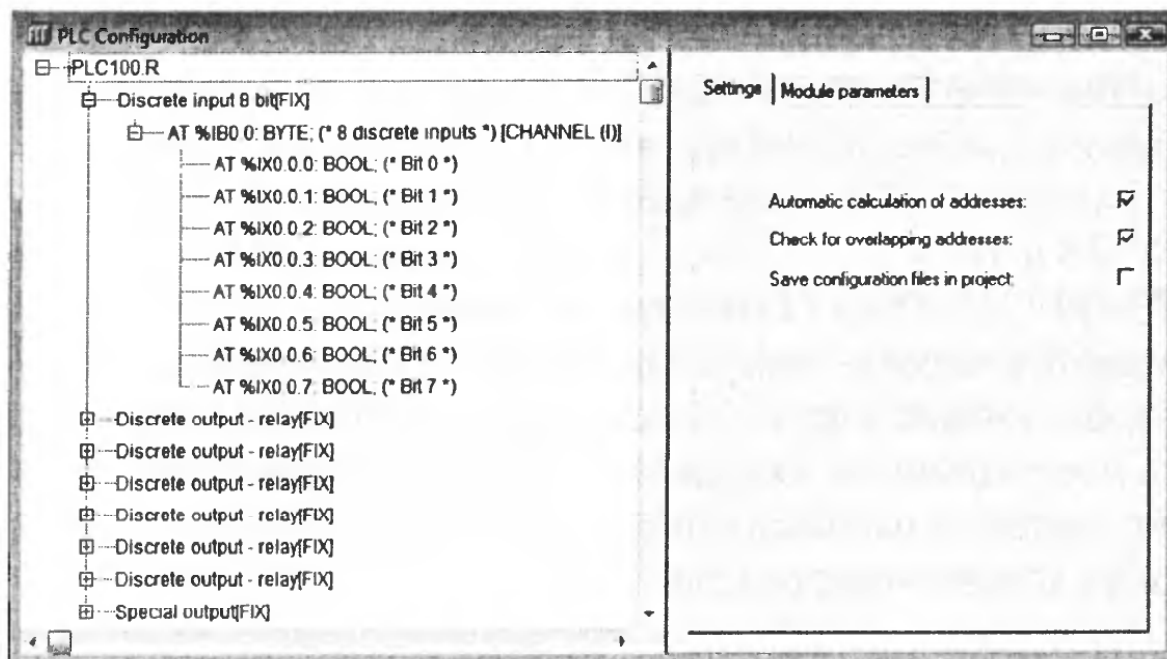 PLC Configuration
PLC100.R
Discrete input 8 bit[FIX]
AT %IB0.0: BYTE; (* 8 discrete inputs *) [CHANNEL (I)]
AT %IX0.0.0: BOOL; (* Bit 0 *)
AT %IX0.0.1: BOOL; (* Bit 1 *)
AT %IX0.0.2: BOOL; (* Bit 2 *)
AT %IX0.0.3: BOOL; (* Bit 3 *)
AT %IX0.0.4: BOOL; (* Bit 4 *)
AT %IX0.0.5: BOOL; (* Bit 5 *)
AT %IX0.0.6: BOOL; (* Bit 6 *)
AT %IX0.0.7: BOOL; (* Bit 7 *)
Discrete output - relay[FIX]
Discrete output - relay[FIX]
Discrete output - relay[FIX]
Discrete output - relay[FIX]
Discrete output - relay[FIX]
Discrete output - relay[FIX]
Special output[FIX]
Settings Module parameters
Automatic calculation of addresses:
Check for overlapping addresses:
Save configuration files in project: